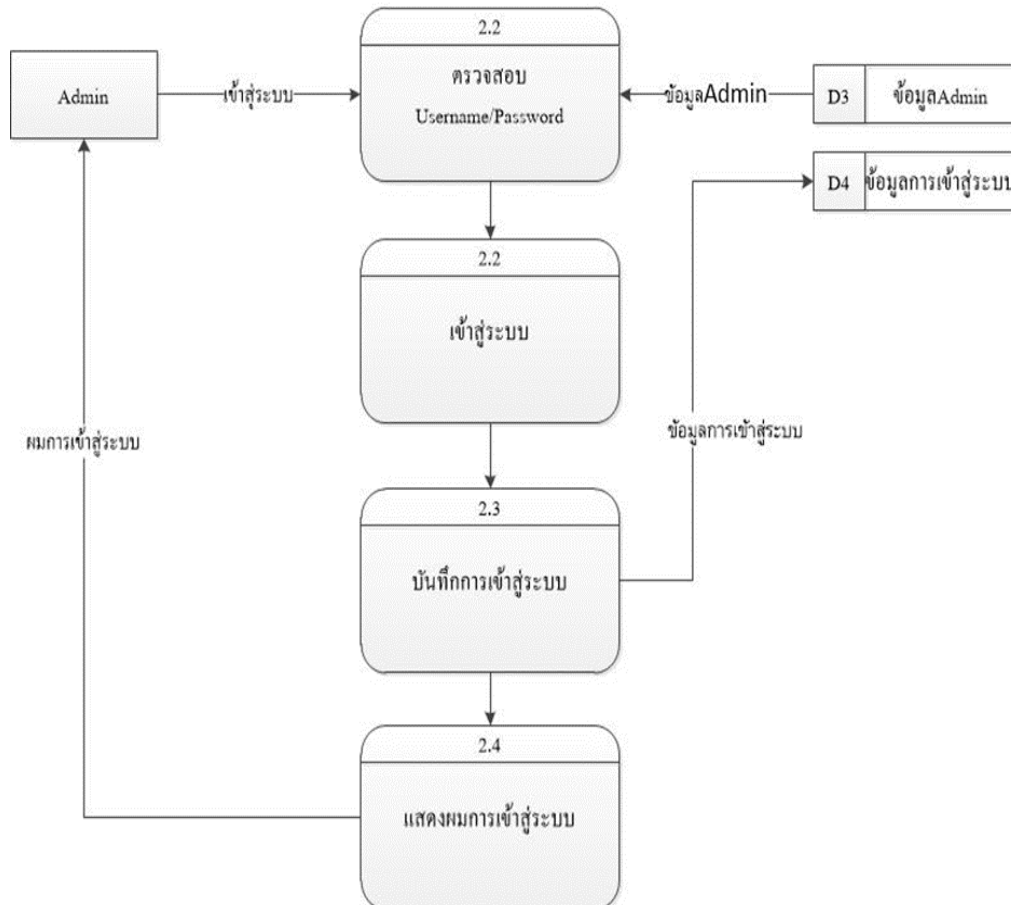 2.2
Admin
เข้าสู่ระบบ
ตรวจสอบ
Username/Password
ข้อมูลAdmin
D3
ข้อมูลAdmin
D4
ข้อมูลการเข้าสู่ระบบ
2.2
เข้าสู่ระบบ
ผมการเข้าสู่ระบบ
ข้อมูลการเข้าสู่ระบบ
2.3
บันทึกการเข้าสู่ระบบ
2.4
แสดงผมการเข้าสู่ระบบ